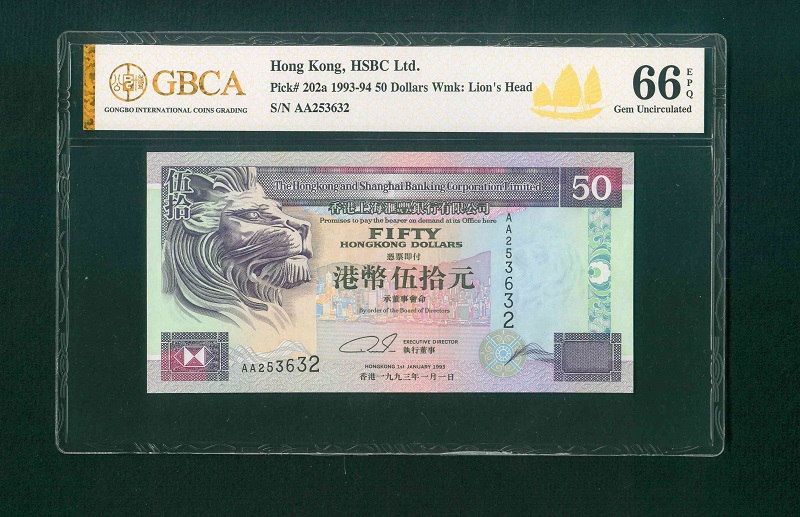 GBCA
GONGBO INTERNATIONAL COINS GRADING
Hong Kong, HSBC Ltd.
Pick# 202a 1993-94 50 Dollars Wmk: Lion's Head
S/N AA253632
66 EPQ
Gem Uncirculated
伍拾
The Hongkong and Shanghai Banking Corporation Limited
50
香港上海滙豐銀行有限公司
Promises to pay the bearer on demand at its Office here
FIFTY
HONGKONG DOLLARS
憑票即付
港幣伍拾元
承董事會命
By order of the Board of Directors
AA253632
EXECUTIVE DIRECTOR
執行董事
AA253632
HONGKONG 1st JANUARY 1993
香港一九九三年一月一日